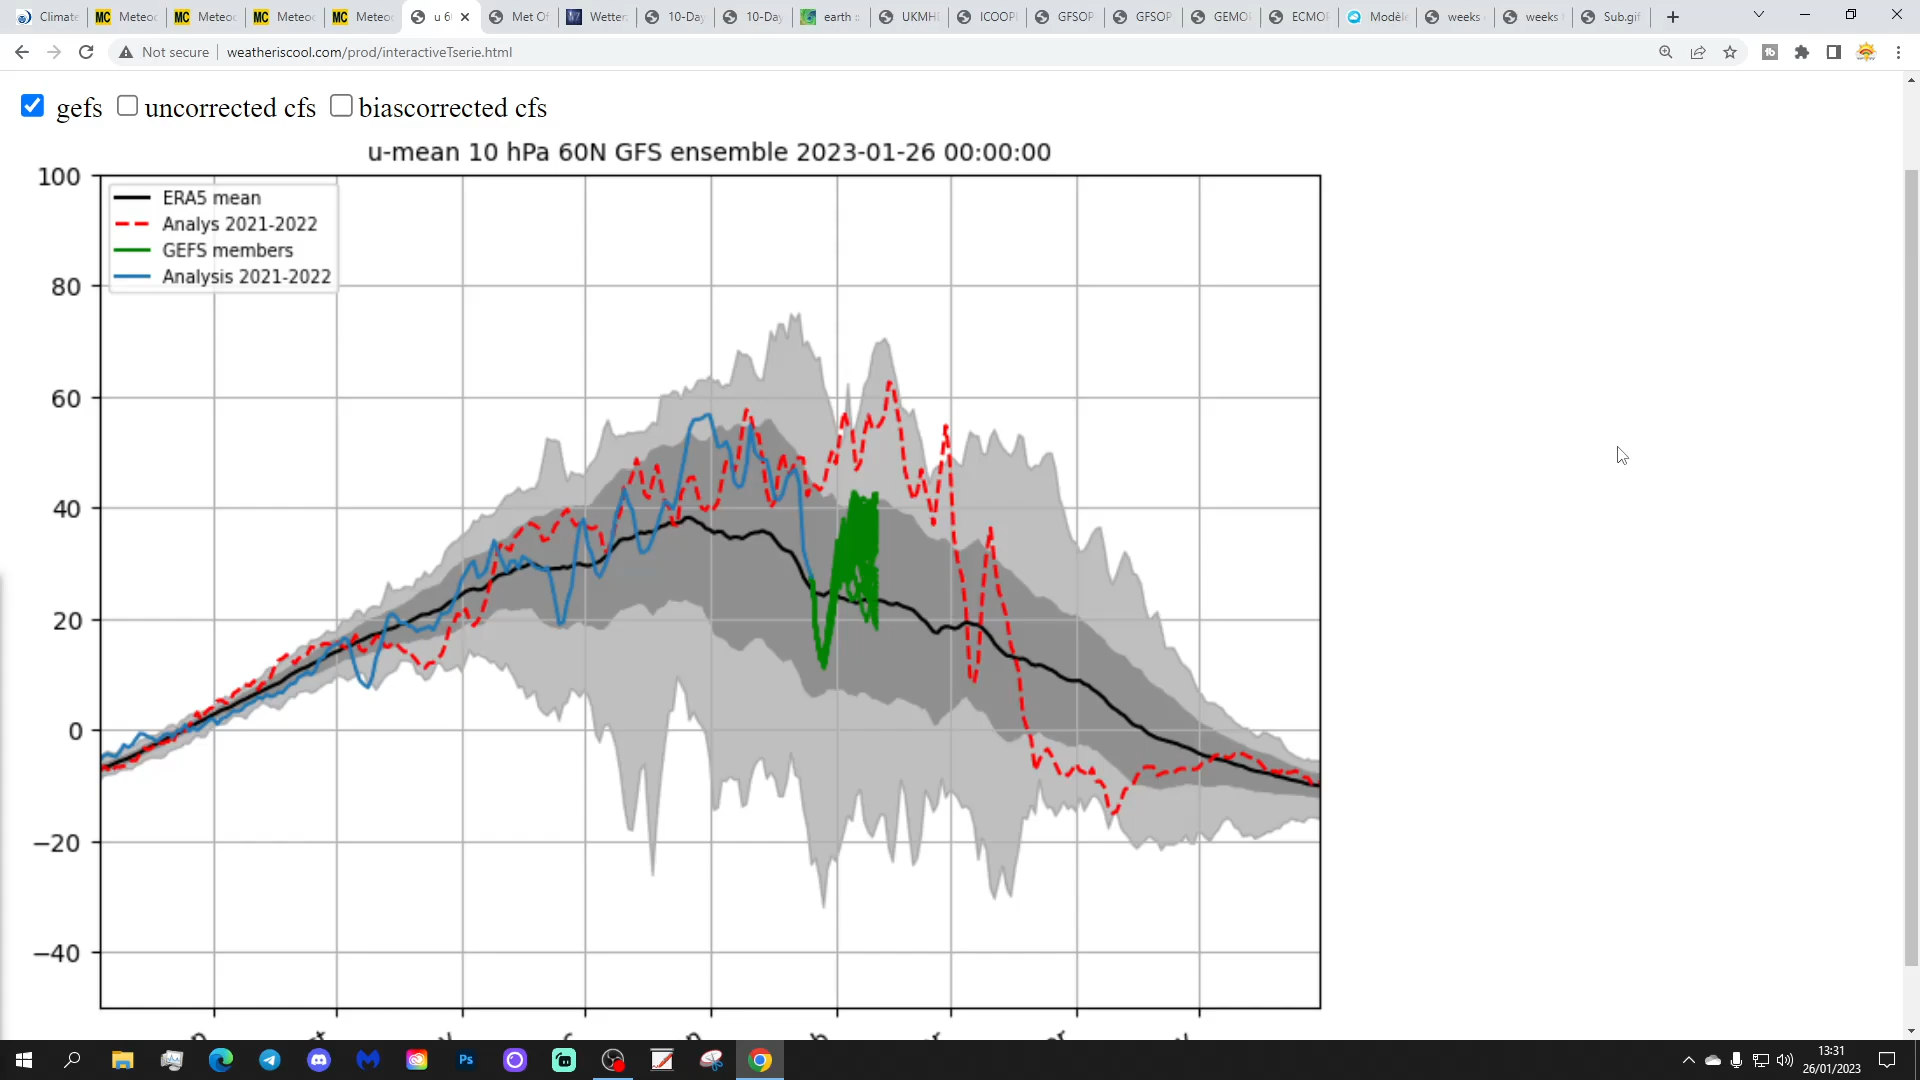 Climate
Meteo
Meteo
Meteo
Meteo
u 6
Met Of
Wetter
10-Day
10-Day
earth ::
UKMH
ICOOP
GFSOP
GFSOP
GEMO
ECMO
Modèle
weeks
weeks
Sub.gif
Not secure weatheriscool.com/prod/interactiveTserie.html
gefs uncorrected cfs biascorrected cfs
u-mean 10 hPa 60N GFS ensemble 2023-01-26 00:00:00
100
80
60
40
20
0
−20
−40
ERA5 mean
Analys 2021-2022
GEFS members
Analysis 2021-2022
13:31
26/01/2023